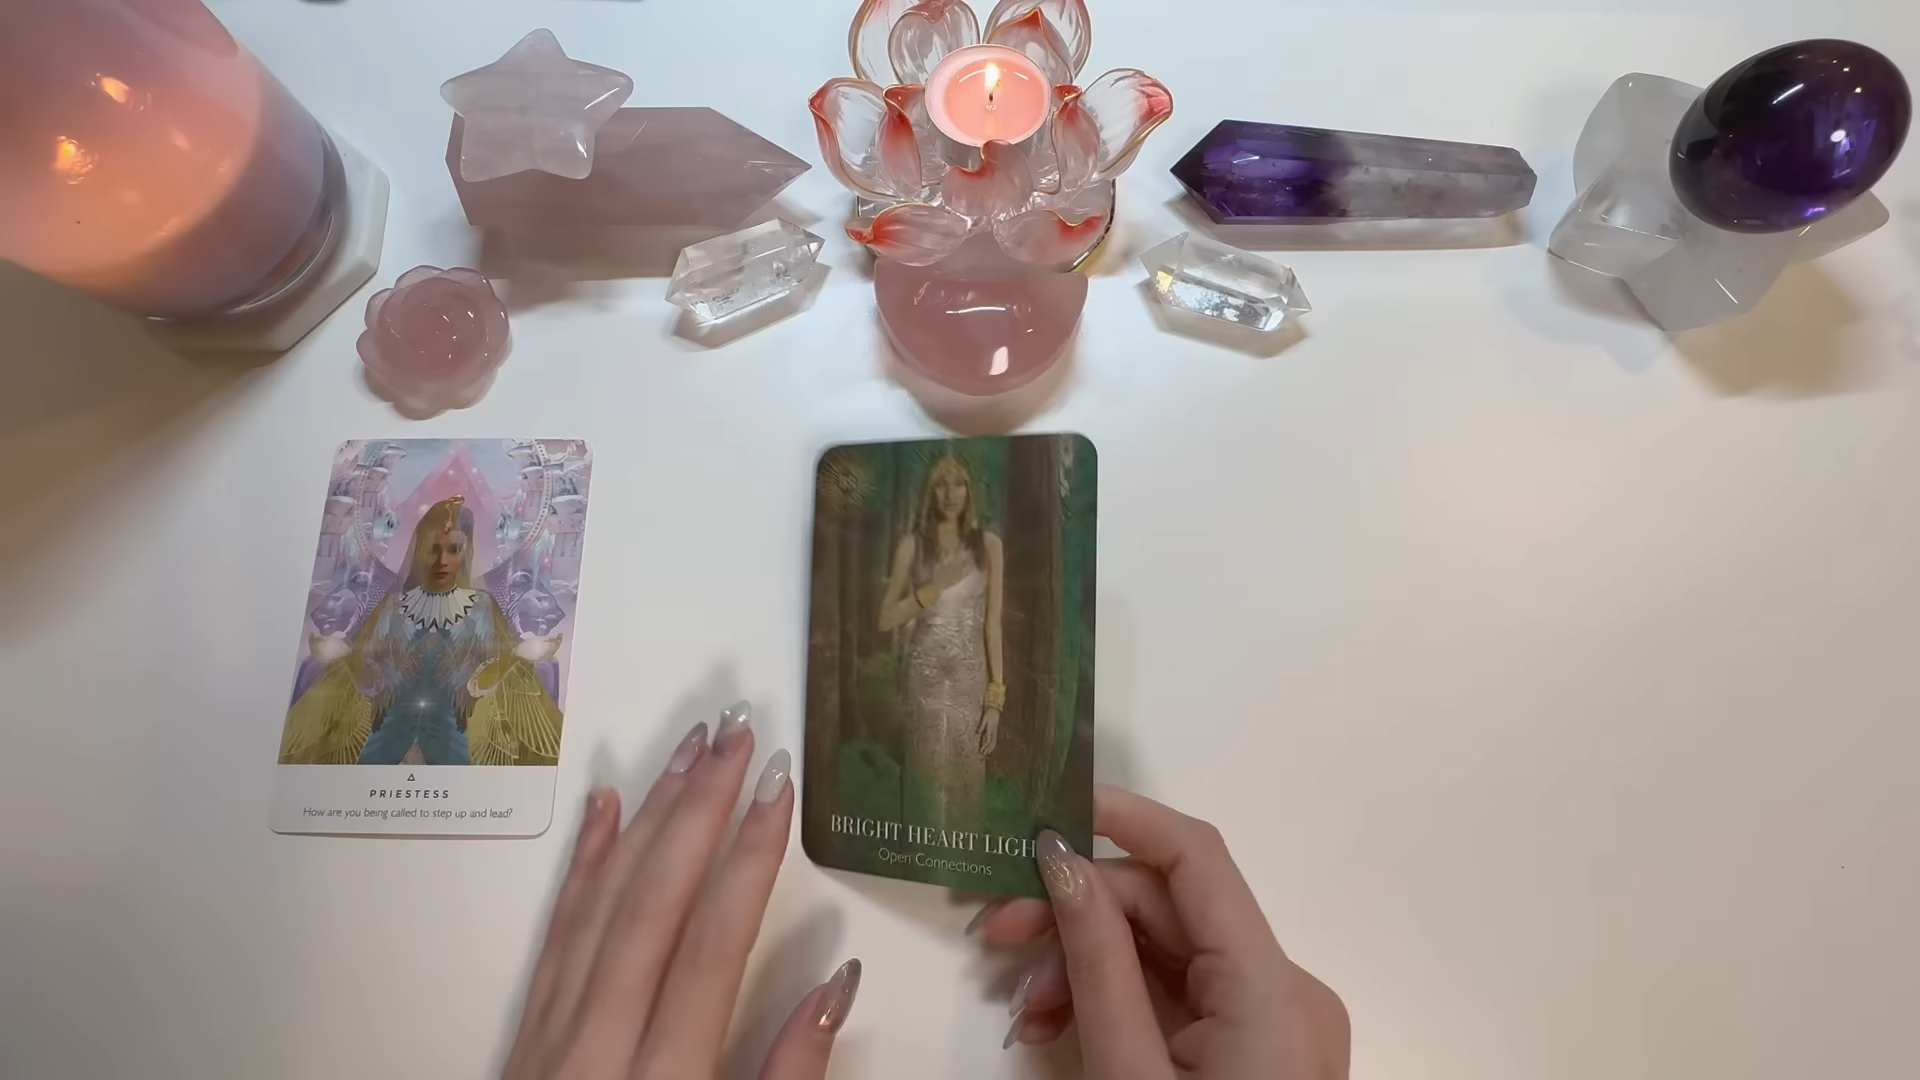 PRIESTESS
How are you being called to step up and lead?
BRIGHT HEART LIGH
Open Connections